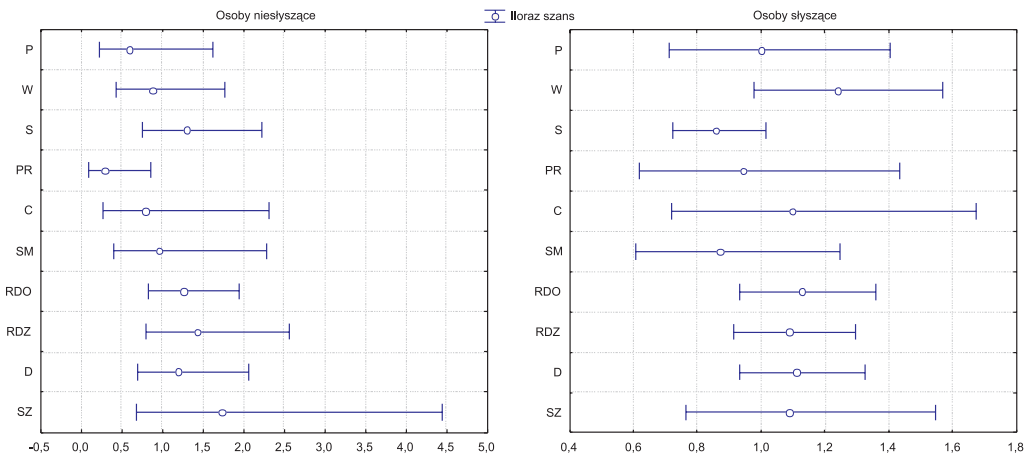 Osoby niesłyszące
Iloraz szans
Osoby słyszące
P
W
S
PR
C
SM
RDO
RDZ
D
SZ
-0,5 0,0 0,5 1,0 1,5 2,0 2,5 3,0 3,5 4,0 4,5 5,0
P
W
S
PR
C
SM
RDO
RDZ
D
SZ
0,4 0,6 0,8 1,0 1,2 1,4 1,6 1,8